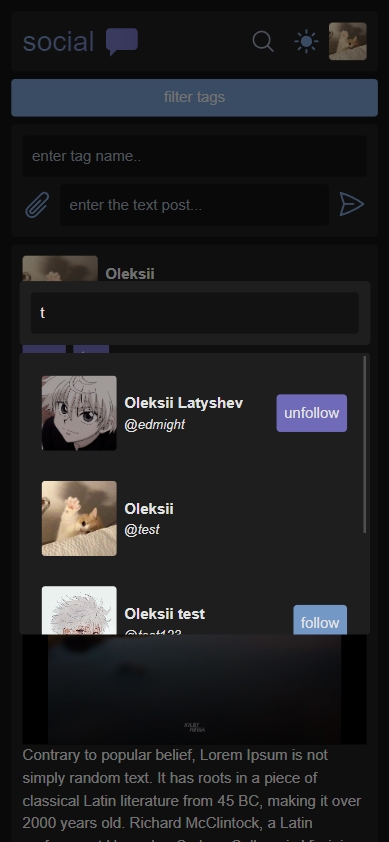 social
filter tags
enter tag name..
enter the text post...
Oleksii
t
Oleksii Latyshev
@edmight
unfollow
Oleksii
@test
Oleksii test
@test123
follow
Contrary to popular belief, Lorem Ipsum is not
simply random text. It has roots in a piece of
classical Latin literature from 45 BC, making it over
2000 years old. Richard McClintock, a Latin